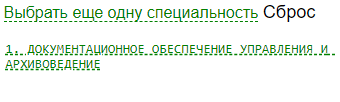 Выбрать еще одну специальность Сброс
1. ДОКУМЕНТАЦИОННОЕ ОБЕСПЕЧЕНИЕ УПРАВЛЕНИЯ И
АРХИВОВЕДЕНИЕ